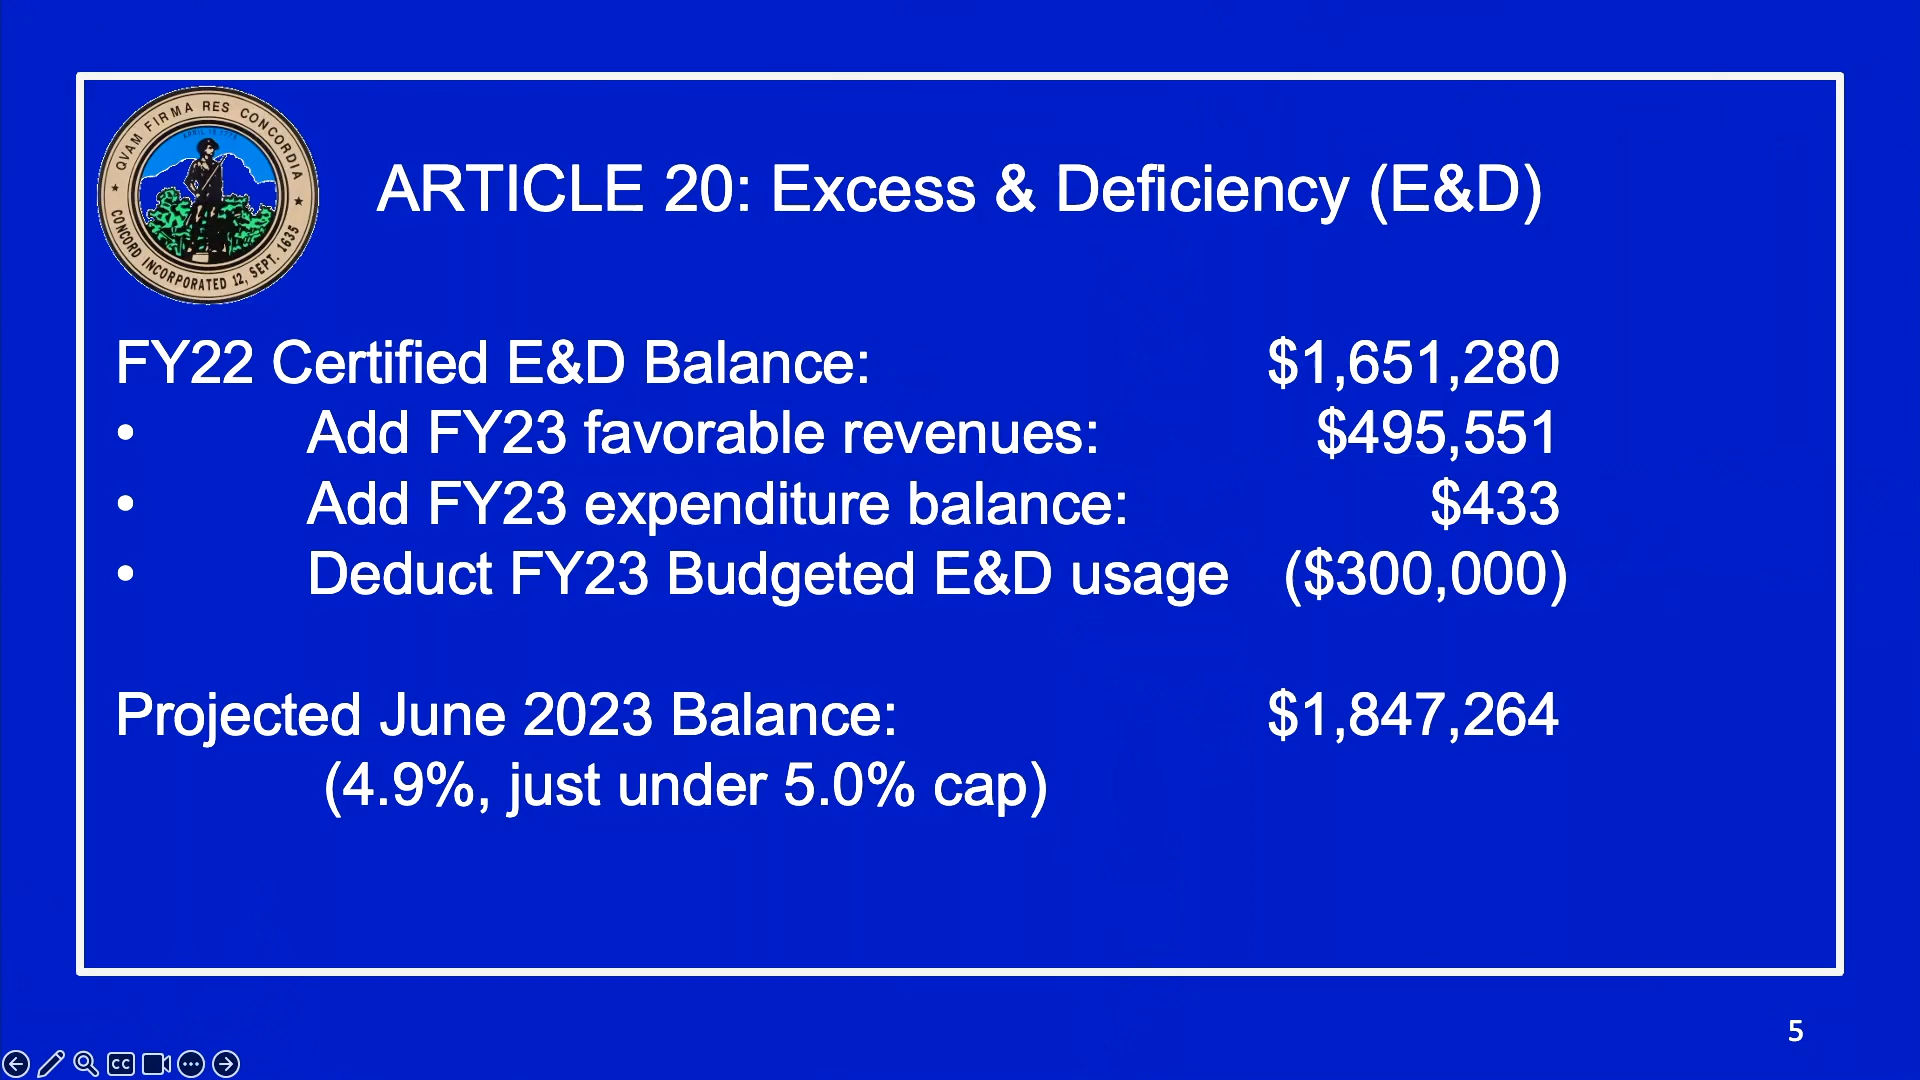 QVAM FIRMA RES CONCORDIA
CONCORD INCORPORATED 12, SEPT. 1635
ARTICLE 20: Excess & Deficiency (E&D)
FY22 Certified E&D Balance: $1,651,280
• Add FY23 favorable revenues: $495,551
• Add FY23 expenditure balance: $433
• Deduct FY23 Budgeted E&D usage ($300,000)
Projected June 2023 Balance: $1,847,264
(4.9%, just under 5.0% cap)
5
CC